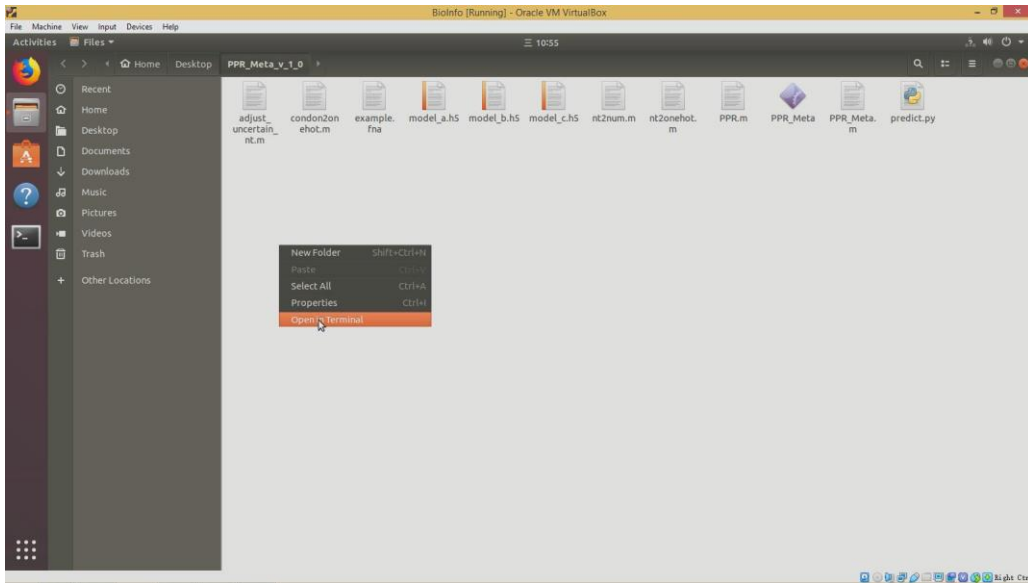 BioInfo [Running] - Oracle VM VirtualBox
File Machine View Input Devices Help
Activities Files
三 10:55
Home Desktop PPR_Meta_v_1_0
Recent
Home
Desktop
Documents
Downloads
Music
Pictures
Videos
Trash
+ Other Locations
adjust_
uncertain_
nt.m
condon2on
ehot.m
example.
fna
model_a.h5
model_b.h5
model_c.h5
nt2num.m
nt2onehot.
m
PPR.m
PPR_Meta
PPR_Meta.
m
predict.py
New Folder Shift+Ctrl+N
Paste Ctrl+V
Select All Ctrl+A
Properties Ctrl+I
Open in Terminal
Right Ctr